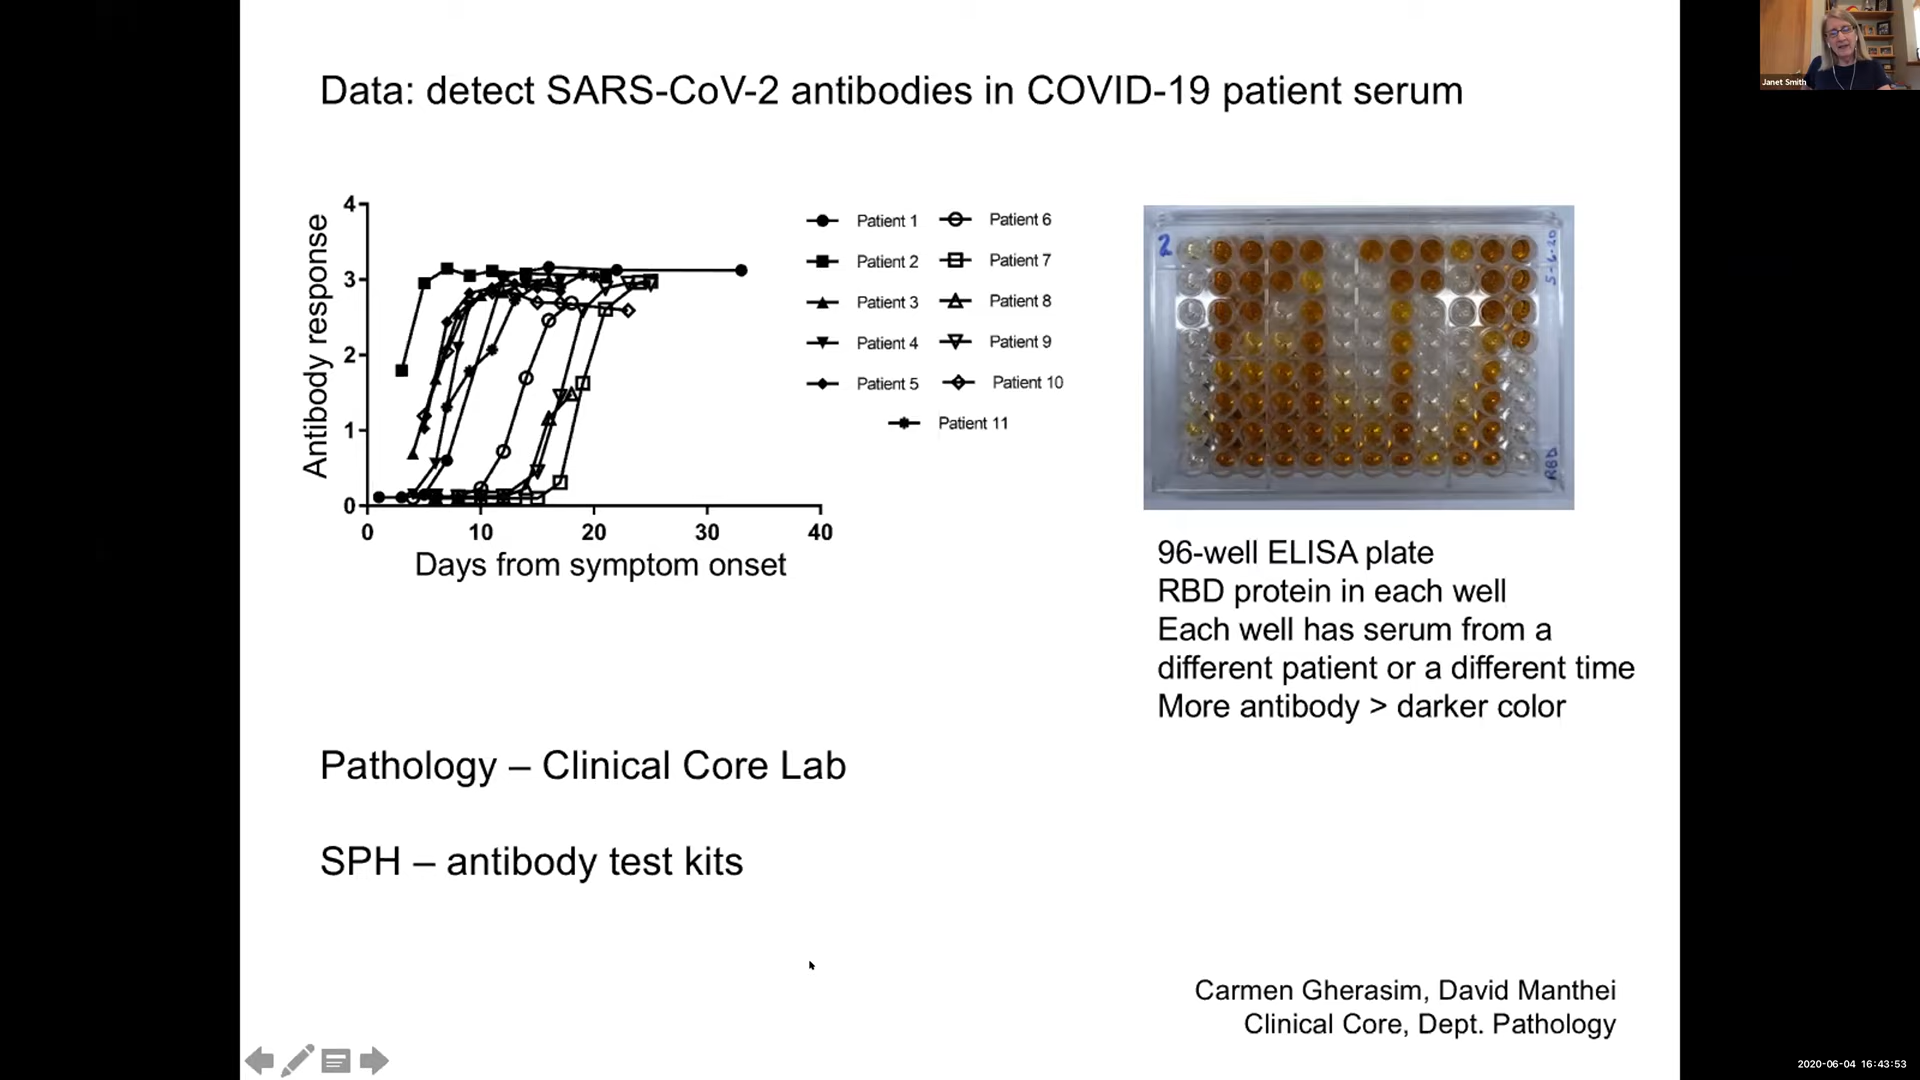 Data: detect SARS-CoV-2 antibodies in COVID-19 patient serum
Janet Smith
Antibody response
4
3
2
1
0
0 10 20 30 40
Days from symptom onset
Patient 1 Patient 6
Patient 2 Patient 7
Patient 3 Patient 8
Patient 4 Patient 9
Patient 5 Patient 10
Patient 11
2
5-6-20
RBD
96-well ELISA plate
RBD protein in each well
Each well has serum from a
different patient or a different time
More antibody > darker color
Pathology – Clinical Core Lab
SPH – antibody test kits
Carmen Gherasim, David Manthei
Clinical Core, Dept. Pathology
2020-06-04 16:43:53